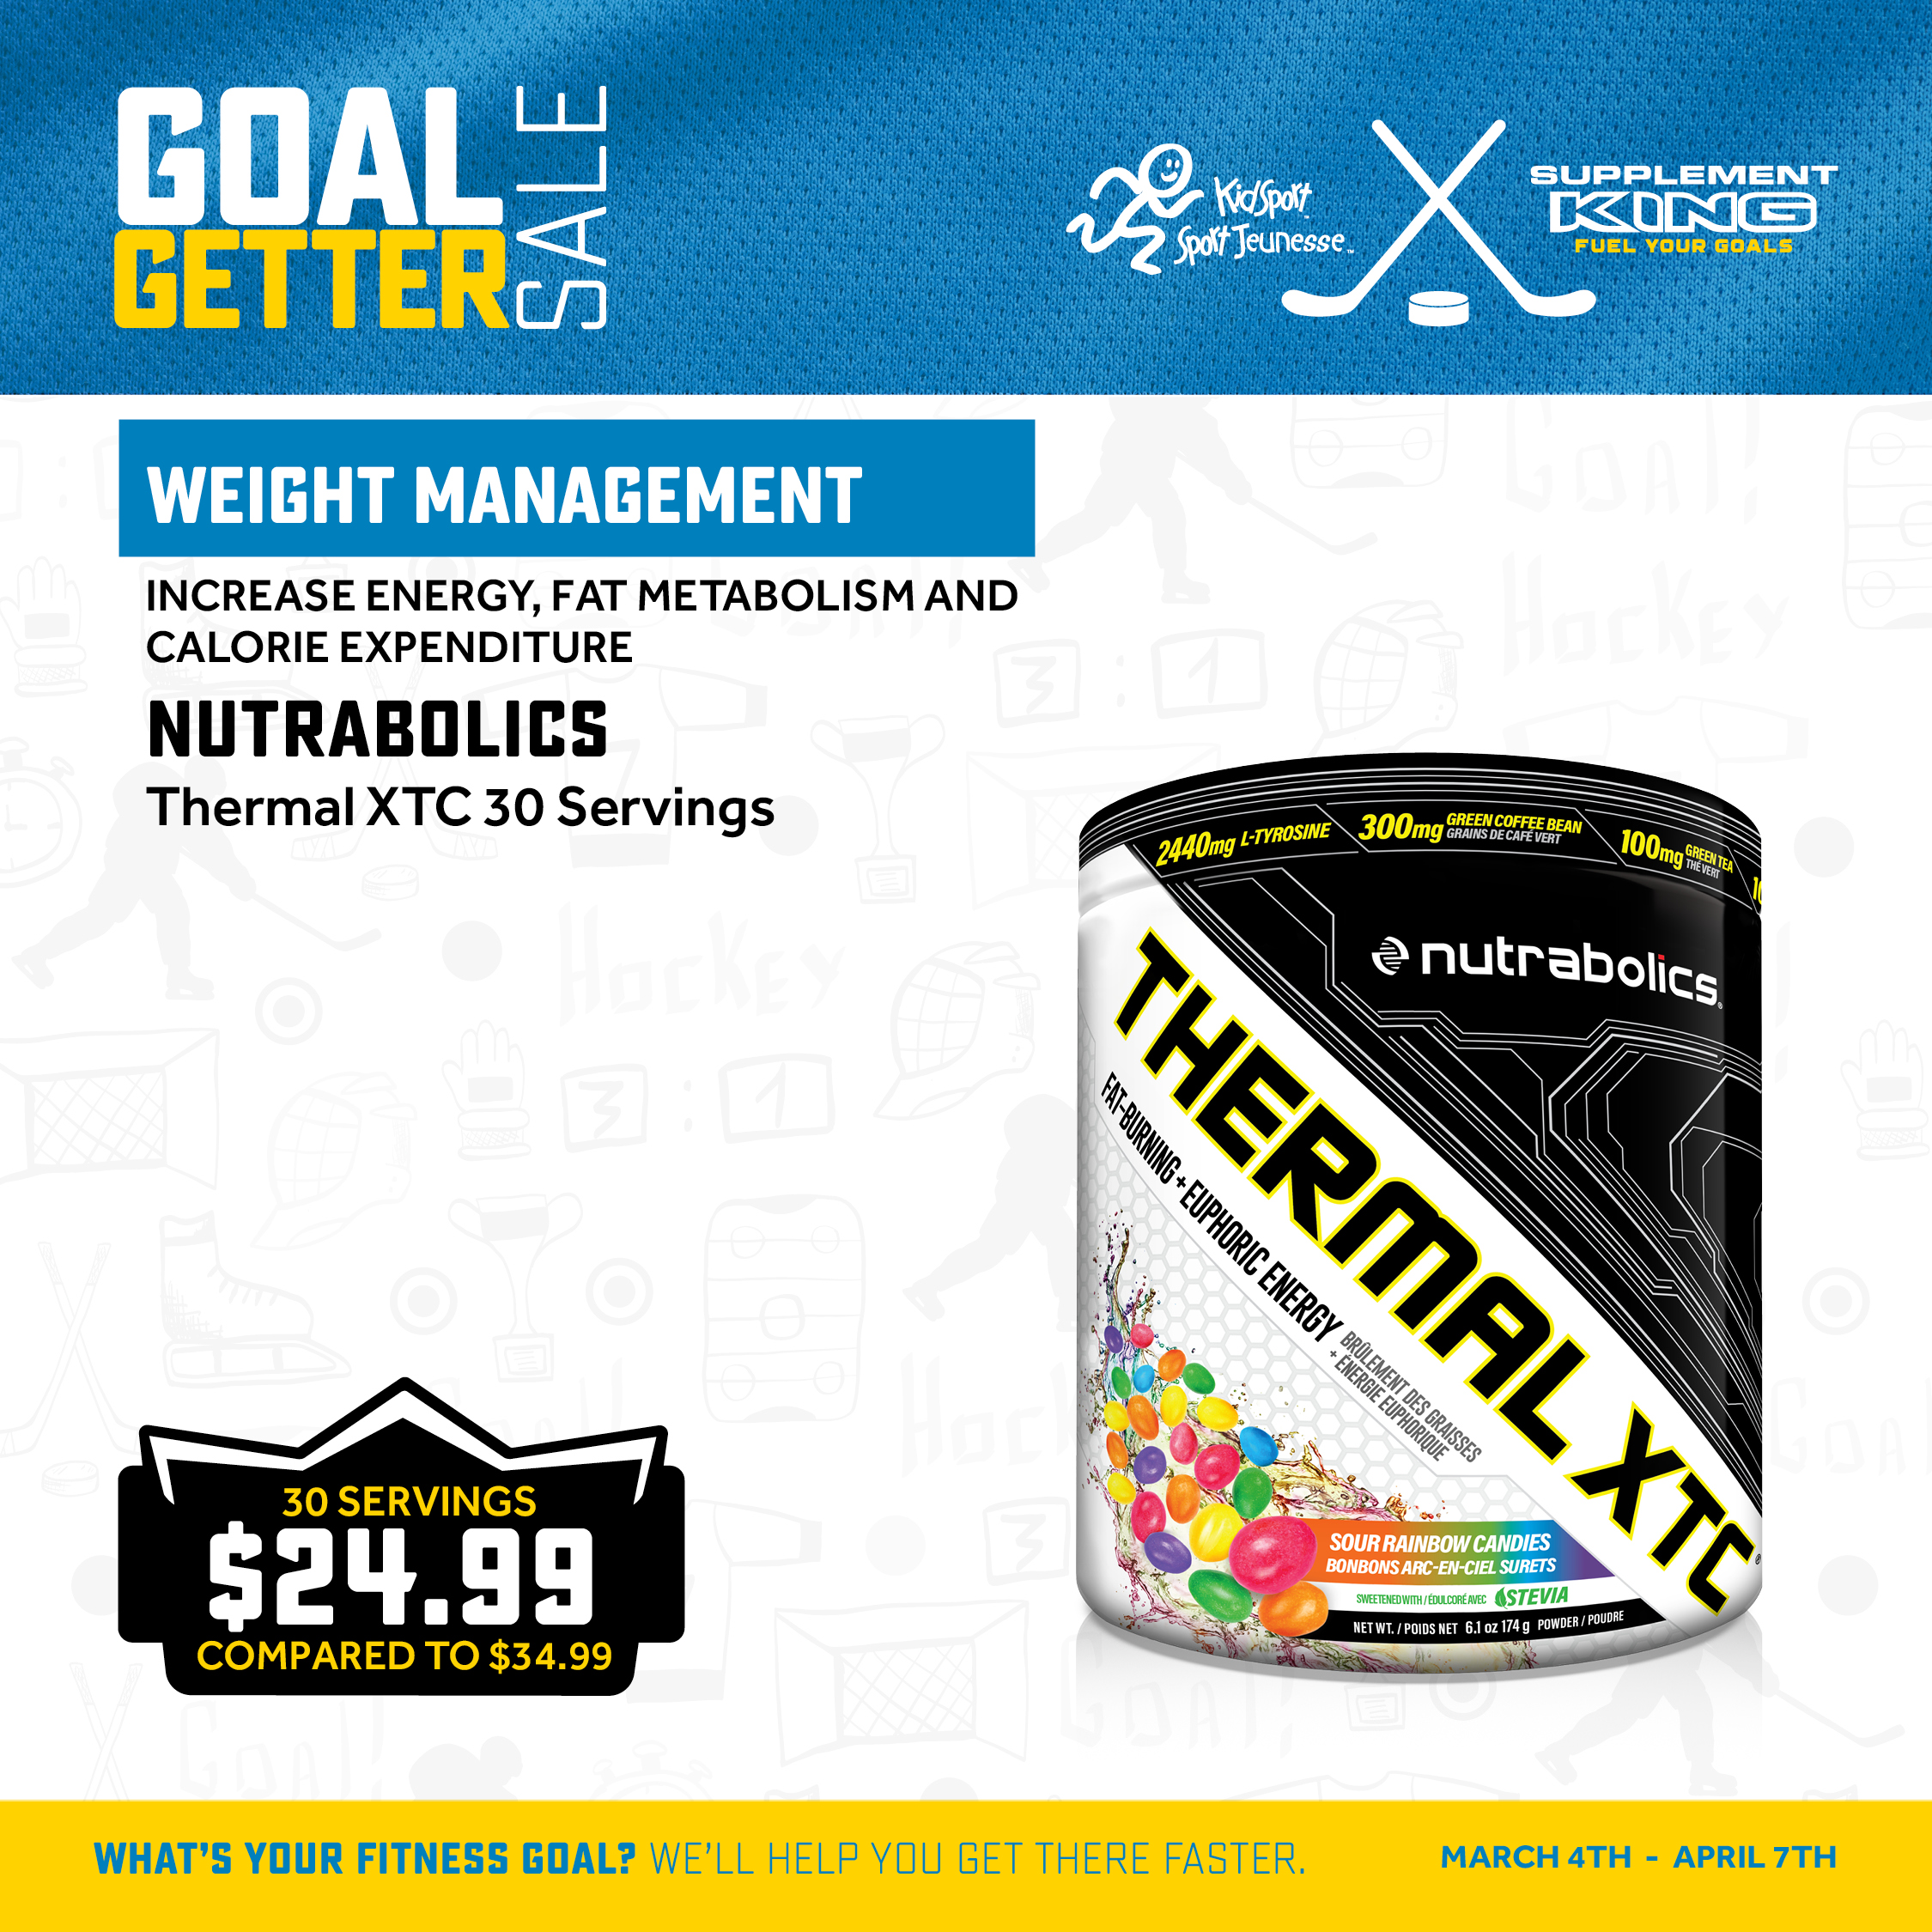 GOAL
GETTER
SALE
KidSport™
Sport Jeunesse™
SUPPLEMENT
KING
FUEL YOUR GOALS
WEIGHT MANAGEMENT
INCREASE ENERGY, FAT METABOLISM AND
CALORIE EXPENDITURE
NUTRABOLICS
Thermal XTC 30 Servings
2440mg L-TYROSINE
300mg GREEN COFFEE BEAN
GRAINS DE CAFÉ VERT
100mg GREEN TEA
THÉ VERT
nutrabolics®
THERMAL XTC®
FAT-BURNING + EUPHORIC ENERGY
BRÛLEMENT DES GRAISSES
+ ÉNERGIE EUPHORIQUE
SOUR RAINBOW CANDIES
BONBONS ARC-EN-CIEL SURETS
SWEETENED WITH / ÉDULCORÉ AVEC STEVIA
NET WT. / POIDS NET 6.1 oz 174 g POWDER / POUDRE
30 SERVINGS
$24.99
COMPARED TO $34.99
WHAT'S YOUR FITNESS GOAL? WE'LL HELP YOU GET THERE FASTER.
MARCH 4TH - APRIL 7TH